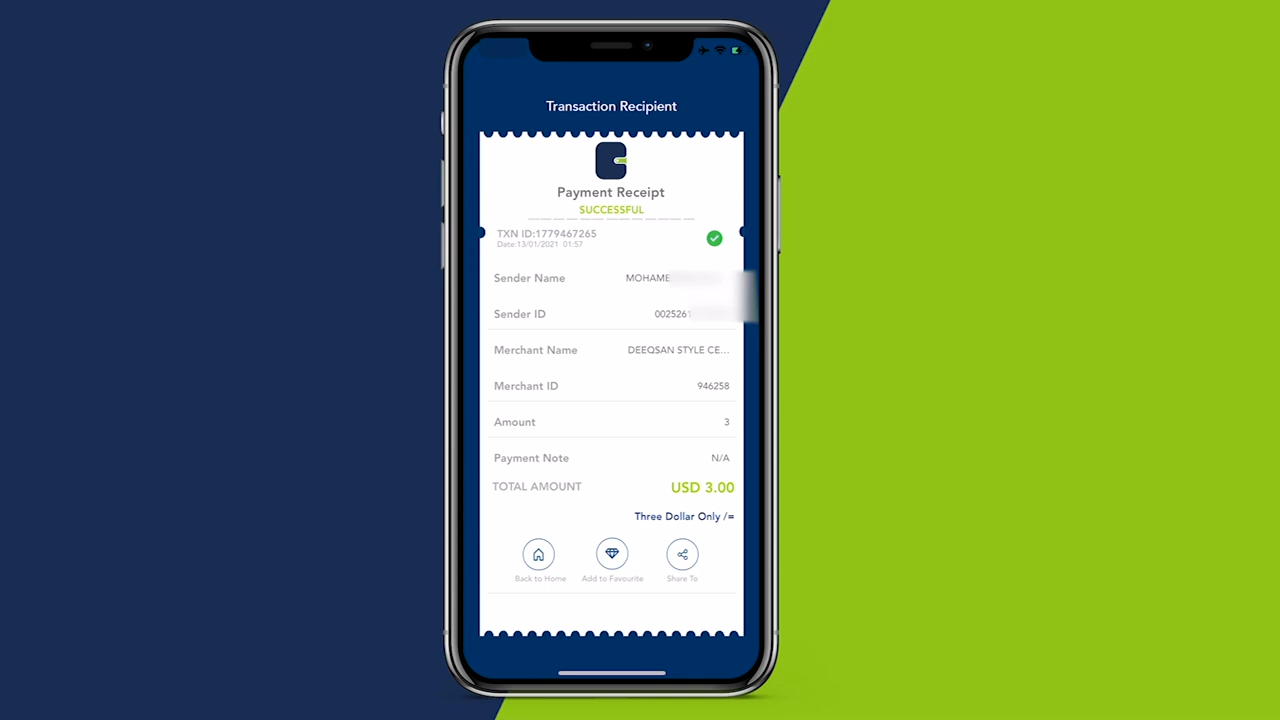 Transaction Recipient
Payment Receipt
SUCCESSFUL
TXN ID:1779467265
Date:13/01/2021 01:57
Sender Name MOHAME
Sender ID 0025261
Merchant Name DEEQSAN STYLE CE...
Merchant ID 946258
Amount 3
Payment Note N/A
TOTAL AMOUNT USD 3.00
Three Dollar Only /=
Back to Home Add to Favourite Share To